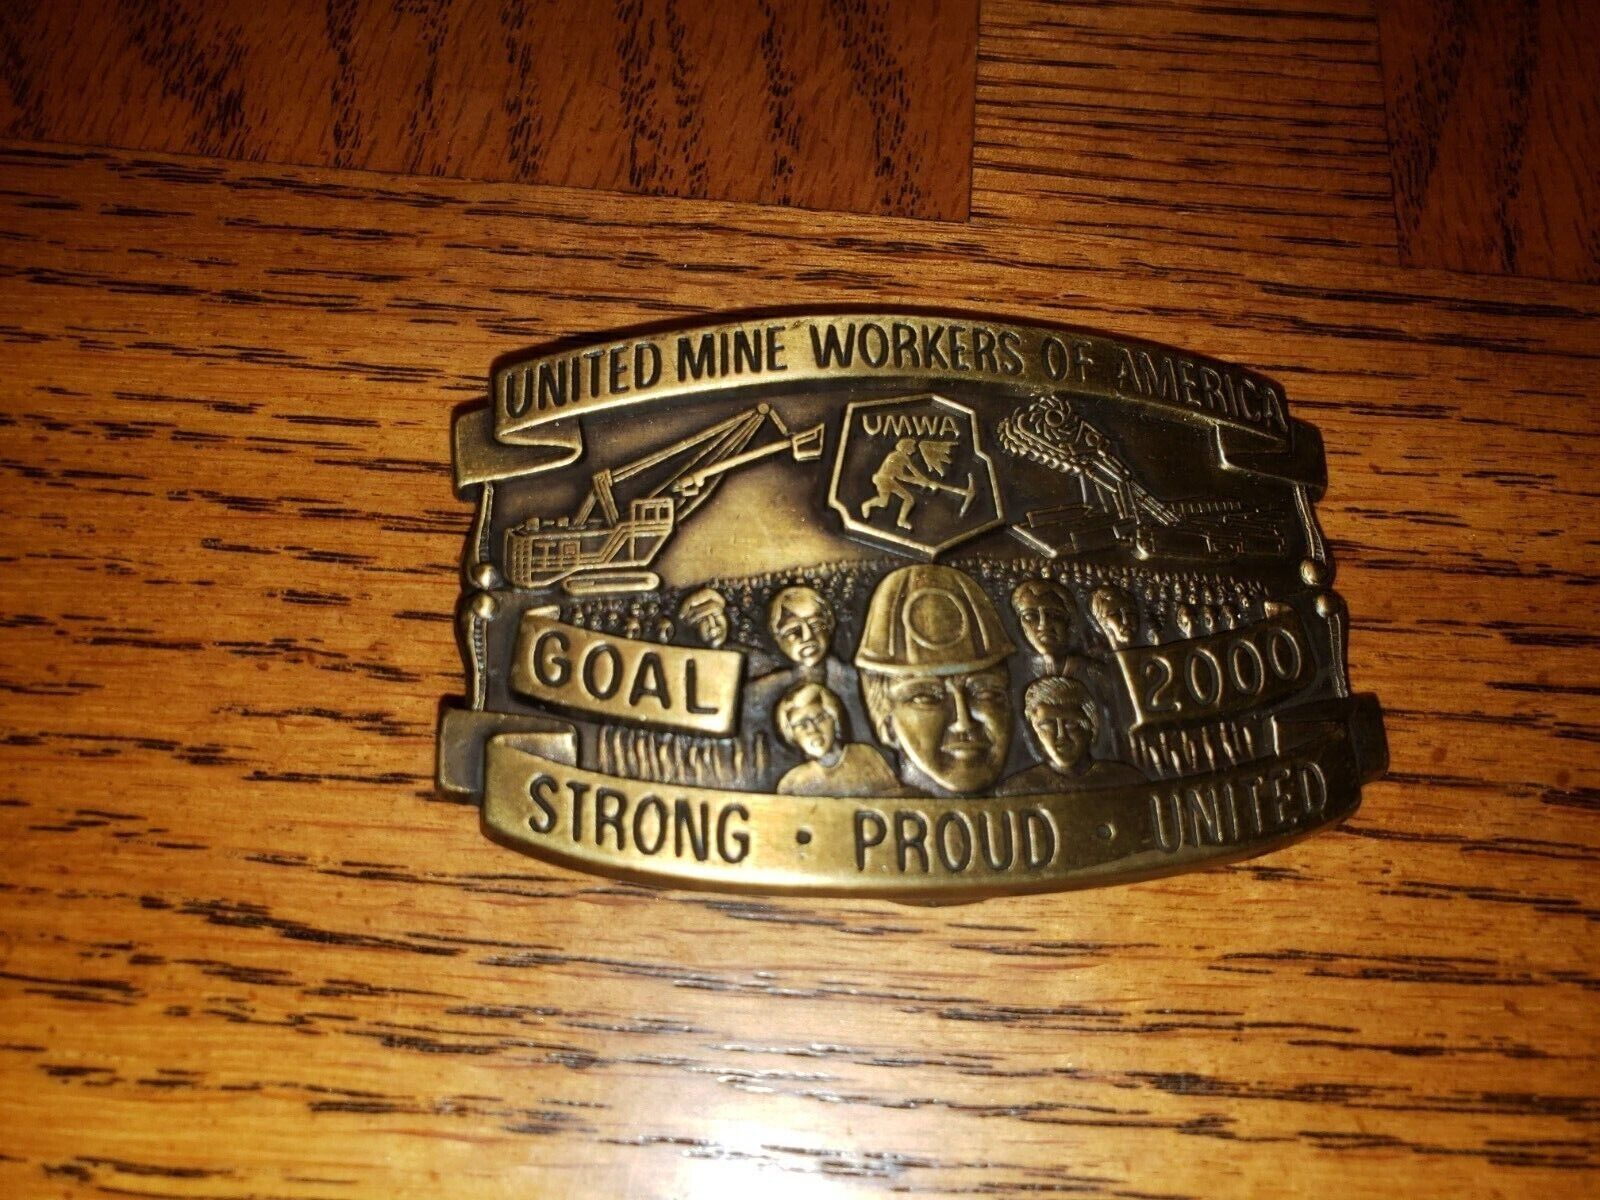 UNITED MINE WORKERS OF AMERICA
UMWA
GOAL 2000
STRONG · PROUD · UNITED